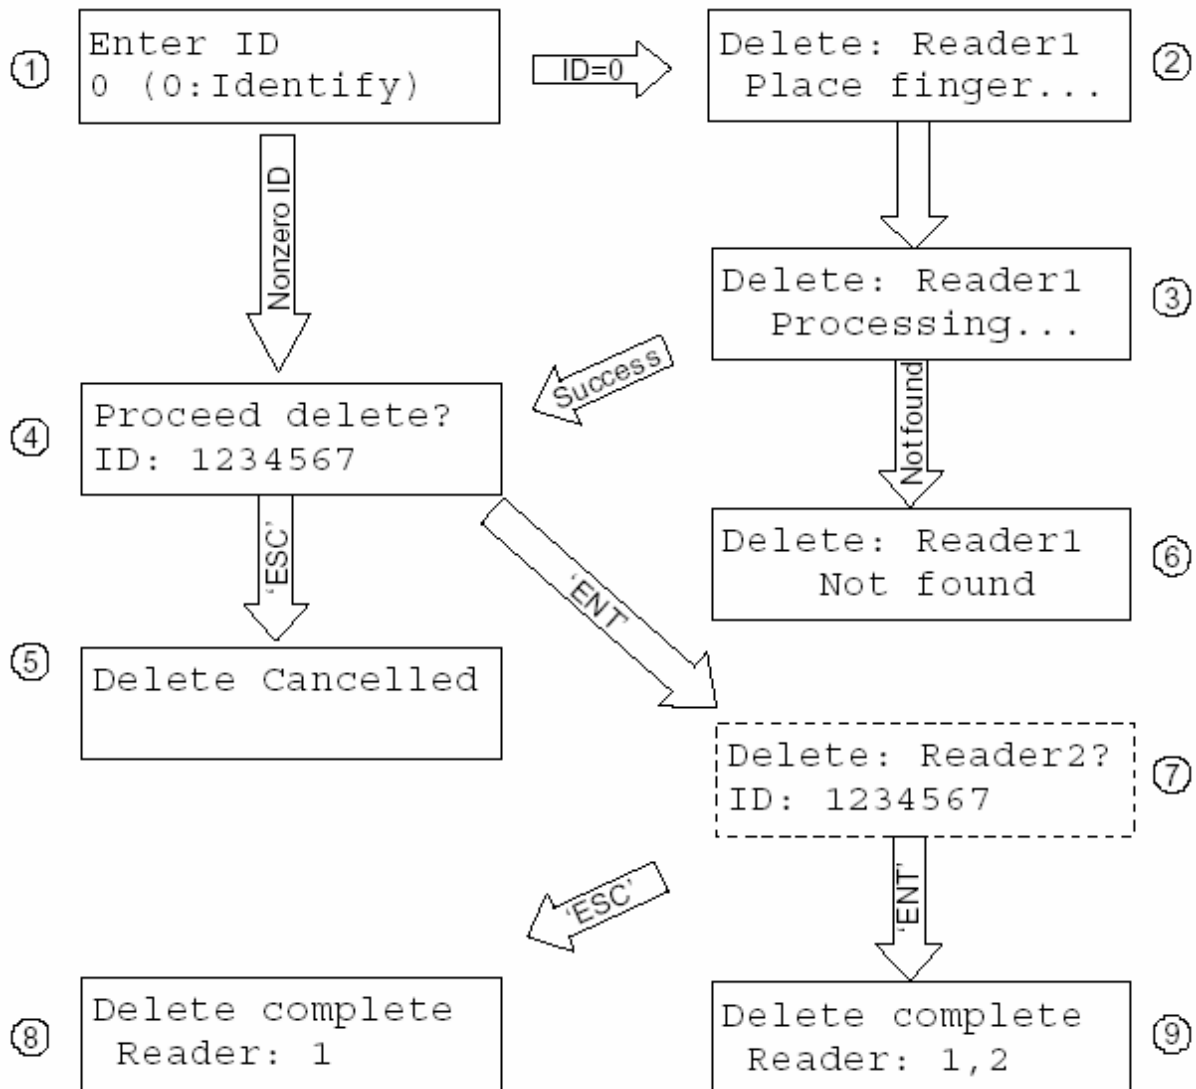 1
Enter ID
0 (0:Identify)
ID=0
Delete: Reader1
Place finger...
2
Nonzero ID
Delete: Reader1
Processing...
3
Success
Not found
4
Proceed delete?
ID: 1234567
'ESC'
'ENT'
Delete: Reader1
Not found
6
5
Delete Cancelled
Delete: Reader2?
ID: 1234567
7
'ESC'
'ENT'
8
Delete complete
Reader: 1
Delete complete
Reader: 1,2
9